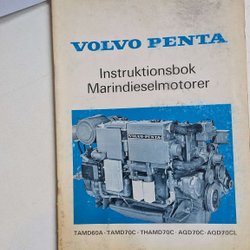 VOLVO PENTA
Instruktionsbok
Marindieselmotorer
VOLVO PENTA
TAMD60A · TAMD70C · THAMD70C · AQD70C · AQD70CL